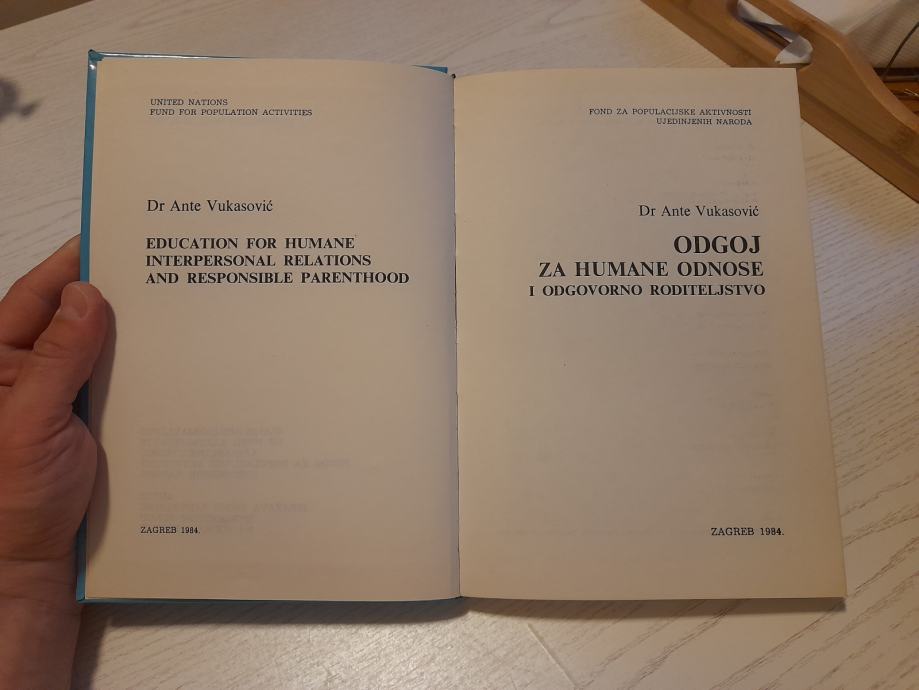 UNITED NATIONS
FUND FOR POPULATION ACTIVITIES
Dr Ante Vukasović
EDUCATION FOR HUMANE
INTERPERSONAL RELATIONS
AND RESPONSIBLE PARENTHOOD
ZAGREB 1984.
FOND ZA POPULACIJSKE AKTIVNOSTI
UJEDINJENIH NARODA
Dr Ante Vukasović
ODGOJ
ZA HUMANE ODNOSE
I ODGOVORNO RODITELJSTVO
ZAGREB 1984.